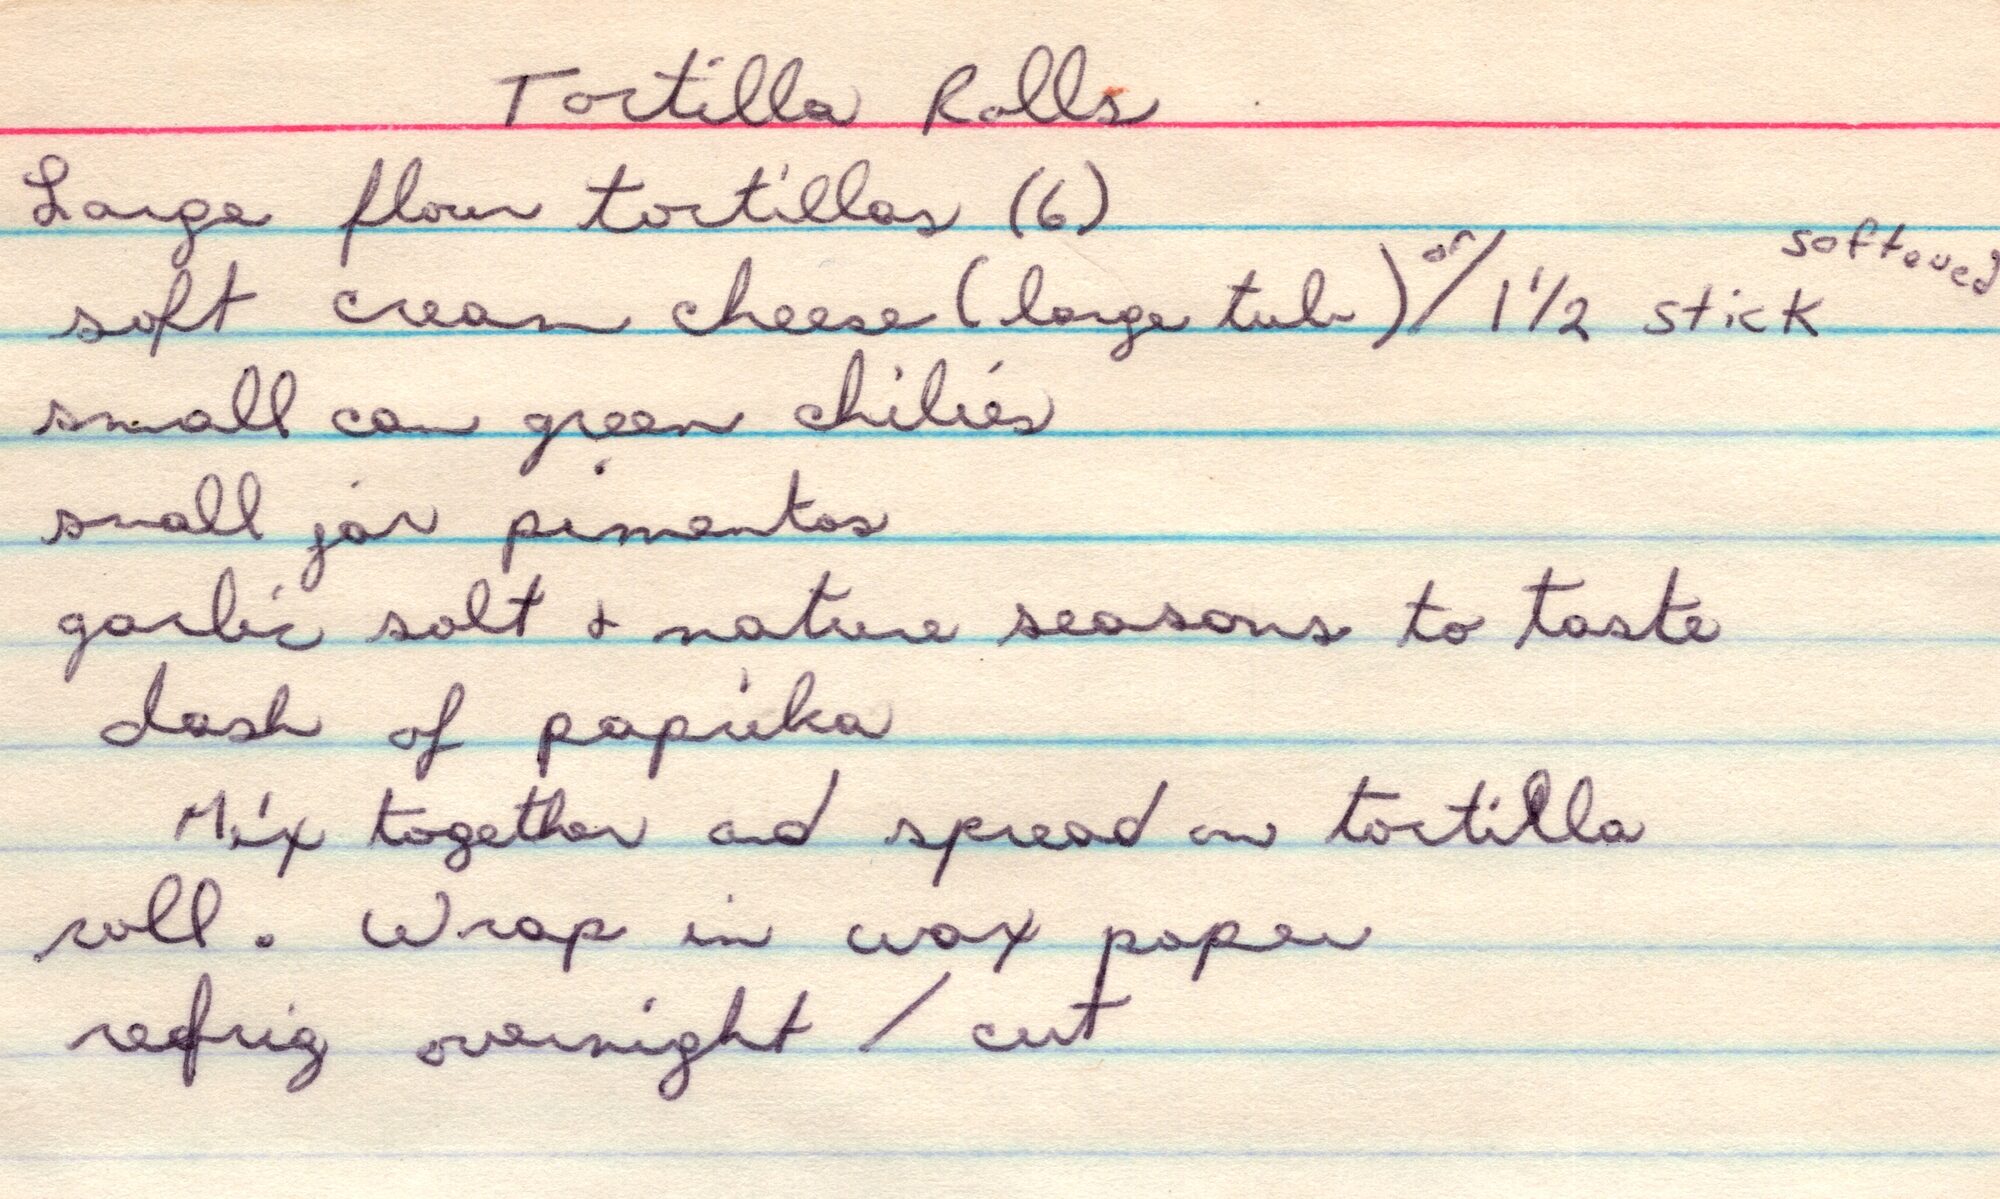 Tortilla Rolls
Large flour tortillas (6)
soft cream cheese (large tub) or/ 1 1/2 stick softened
small can green chilies
small jar pimentos
garlic salt + nature seasons to taste
dash of paprika
Mix together and spread on tortilla
roll. Wrap in wax paper
refrig overnight / cut